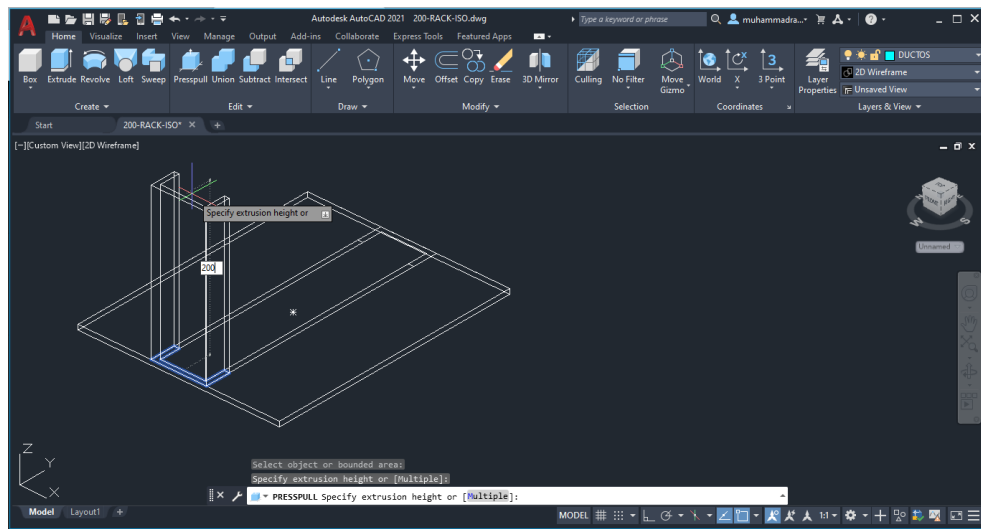 Autodesk AutoCAD 2021 200-RACK-ISO.dwg
Type a keyword or phrase
muhammadra...
Home Visualize Insert View Manage Output Add-ins Collaborate Express Tools Featured Apps
Box Extrude Revolve Loft Sweep Presspull Union Subtract Intersect Line Polygon Move Offset Copy Erase 3D Mirror Culling No Filter Move Gizmo World X 3 Point Layer Properties
DUCTOS
2D Wireframe
Unsaved View
Create Edit Draw Modify Selection Coordinates Layers & View
Start 200-RACK-ISO* +
[–][Custom View][2D Wireframe]
TOP
Specify extrusion height or
Unnamed
200
Z
Y
X
Select object or bounded area:
Specify extrusion height or [Multiple]:
PRESSPULL Specify extrusion height or [Multiple]:
Model Layout1 +
MODEL 1:1